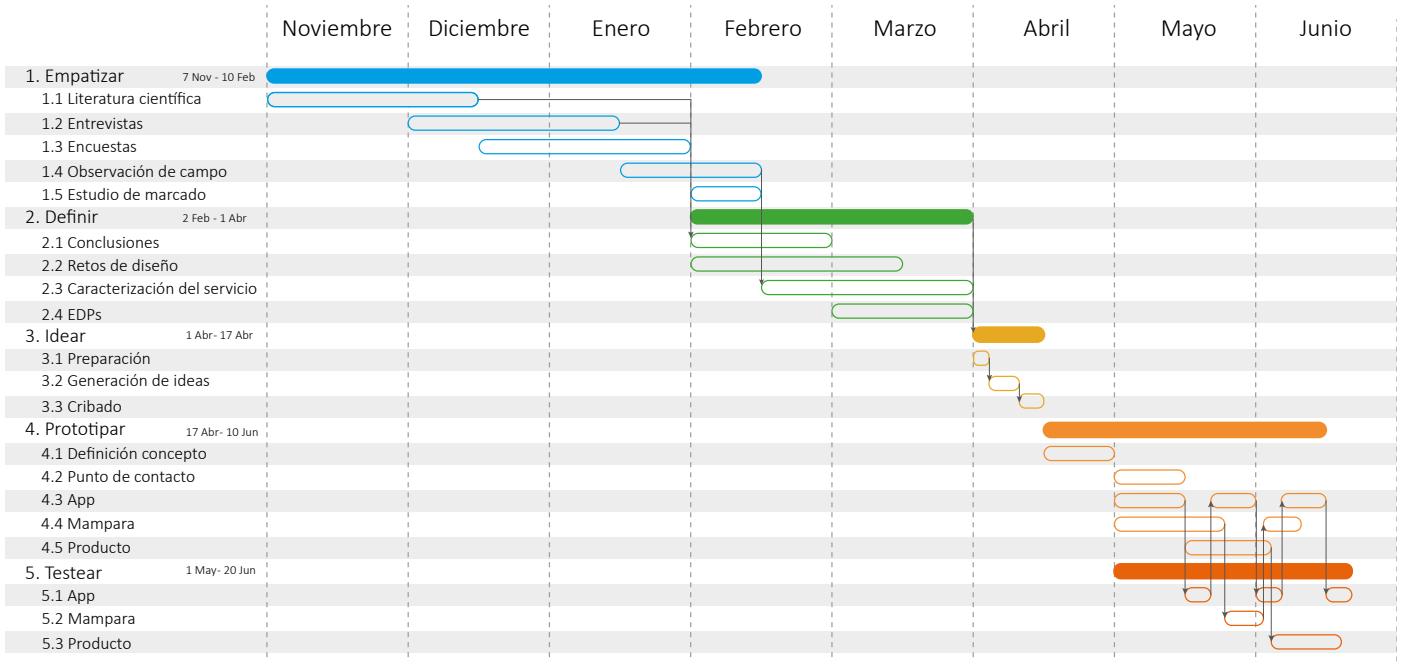 Noviembre Diciembre Enero Febrero Marzo Abril Mayo Junio
1. Empatizar 7 Nov - 10 Feb
1.1 Literatura científica
1.2 Entrevistas
1.3 Encuestas
1.4 Observación de campo
1.5 Estudio de marcado
2. Definir 2 Feb - 1 Abr
2.1 Conclusiones
2.2 Retos de diseño
2.3 Caracterización del servicio
2.4 EDPs
3. Idear 1 Abr- 17 Abr
3.1 Preparación
3.2 Generación de ideas
3.3 Cribado
4. Prototipar 17 Abr- 10 Jun
4.1 Definición concepto
4.2 Punto de contacto
4.3 App
4.4 Mampara
4.5 Producto
5. Testear 1 May- 20 Jun
5.1 App
5.2 Mampara
5.3 Producto